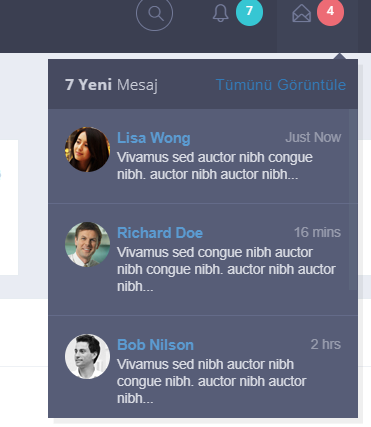 7
4
7 Yeni Mesaj
Tümünü Görüntüle
Lisa Wong
Just Now
Vivamus sed auctor nibh congue
nibh. auctor nibh auctor nibh...
Richard Doe
16 mins
Vivamus sed congue nibh auctor
nibh congue nibh. auctor nibh auctor
nibh...
Bob Nilson
2 hrs
Vivamus sed nibh auctor nibh
congue nibh. auctor nibh auctor
nibh...